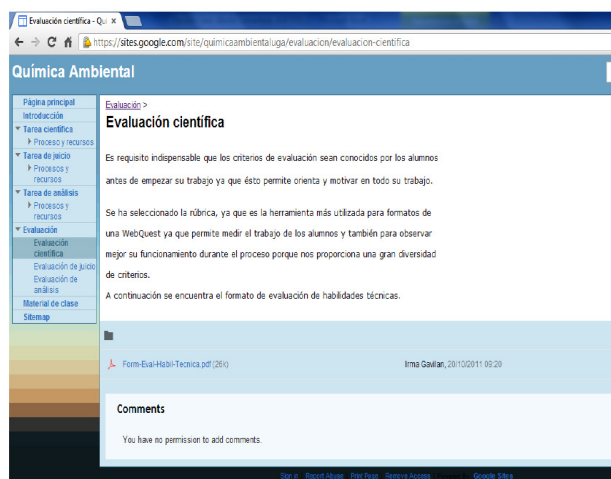 Evaluación científica - Qui ×
https://sites.google.com/site/quimicaambientaluga/evaluacion/evaluacion-cientifica
Química Ambiental
Página principal
Introducción
Tarea científica
Proceso y recursos
Tarea de juicio
Procesos y
recursos
Tarea de análisis
Procesos y
recursos
Evaluación
Evaluación
científica
Evaluación de juicio
Evaluación de
análisis
Material de clase
Sitemap
Evaluación >
Evaluación científica
Es requisito indispensable que los criterios de evaluación sean conocidos por los alumnos
antes de empezar su trabajo ya que ésto permite orienta y motivar en todo su trabajo.
Se ha seleccionado la rúbrica, ya que es la herramienta más utilizada para formatos de
una WebQuest ya que permite medir el trabajo de los alumnos y también para observar
mejor su funcionamiento durante el proceso porque nos proporciona una gran diversidad
de criterios.
A continuación se encuentra el formato de evaluación de habilidades técnicas.
Form-Eval-Habil-Tecnica.pdf (26k)
Irma Gavilan, 20/10/2011 09:20
Comments
You have no permission to add comments.
Sign in Report Abuse Print Page Remove Access Google Sites